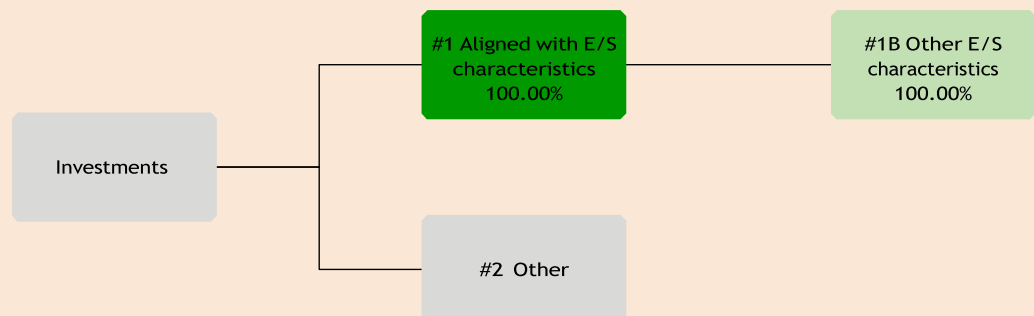 #1 Aligned with E/S
characteristics
100.00%
#1B Other E/S
characteristics
100.00%
Investments
#2 Other